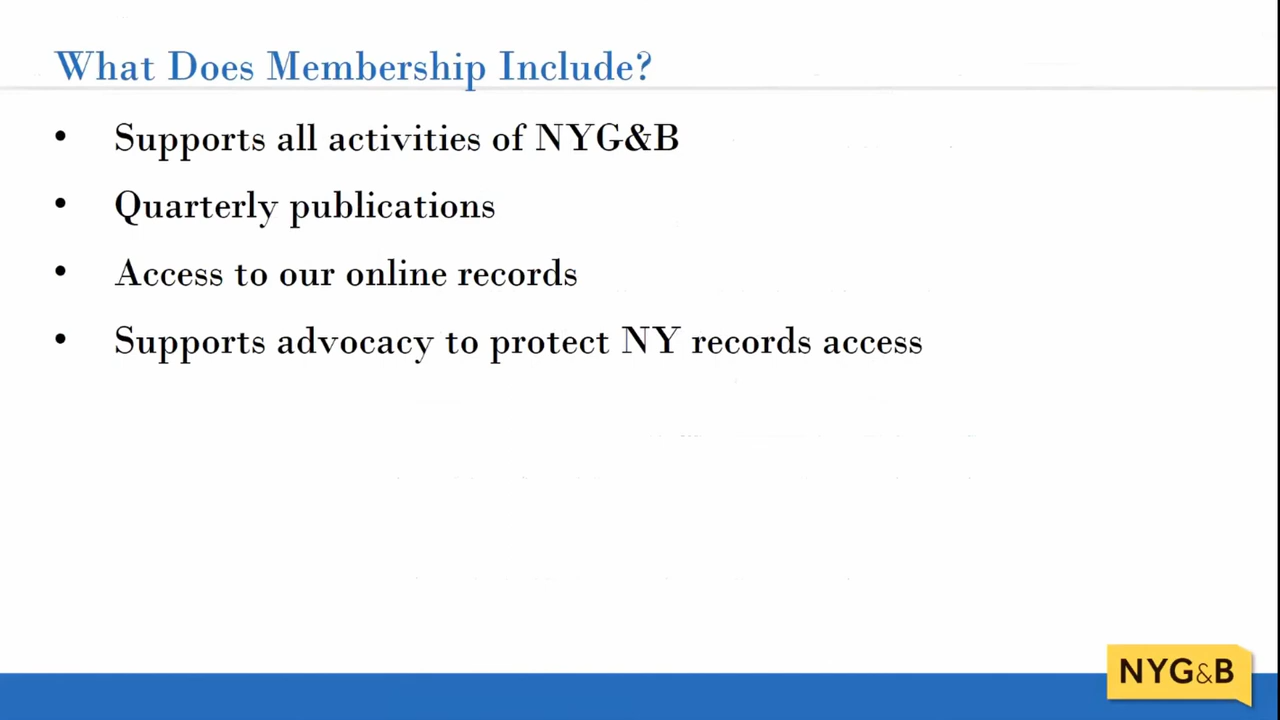 What Does Membership Include?
• Supports all activities of NYG&B
• Quarterly publications
• Access to our online records
• Supports advocacy to protect NY records access
NYG&B